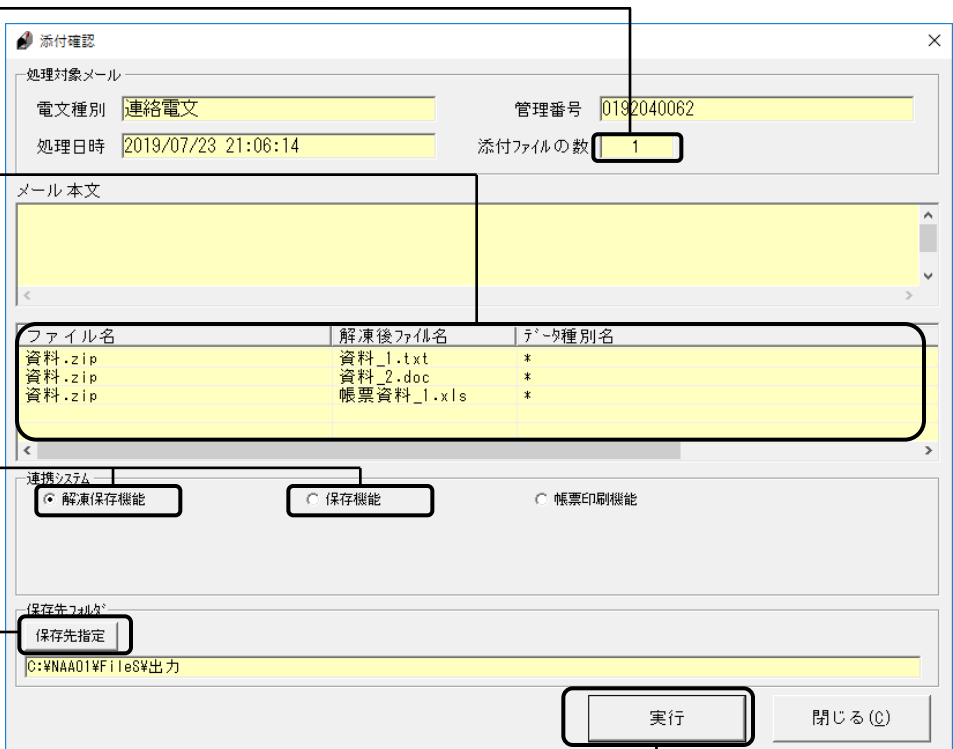 添付確認
処理対象メール
電文種別 連絡電文 管理番号 0192040062
処理日時 2019/07/23 21:06:14 添付ファイルの数 1
メール本文
ファイル名 解凍後ファイル名 データ種別名
資料.zip 資料_1.txt *
資料.zip 資料_2.doc *
資料.zip 帳票資料_1.xls *
連携システム
解凍保存機能 保存機能 帳票印刷機能
保存先フォルダ
保存先指定
C:¥NAA01¥FileS¥出力
実行 閉じる(C)